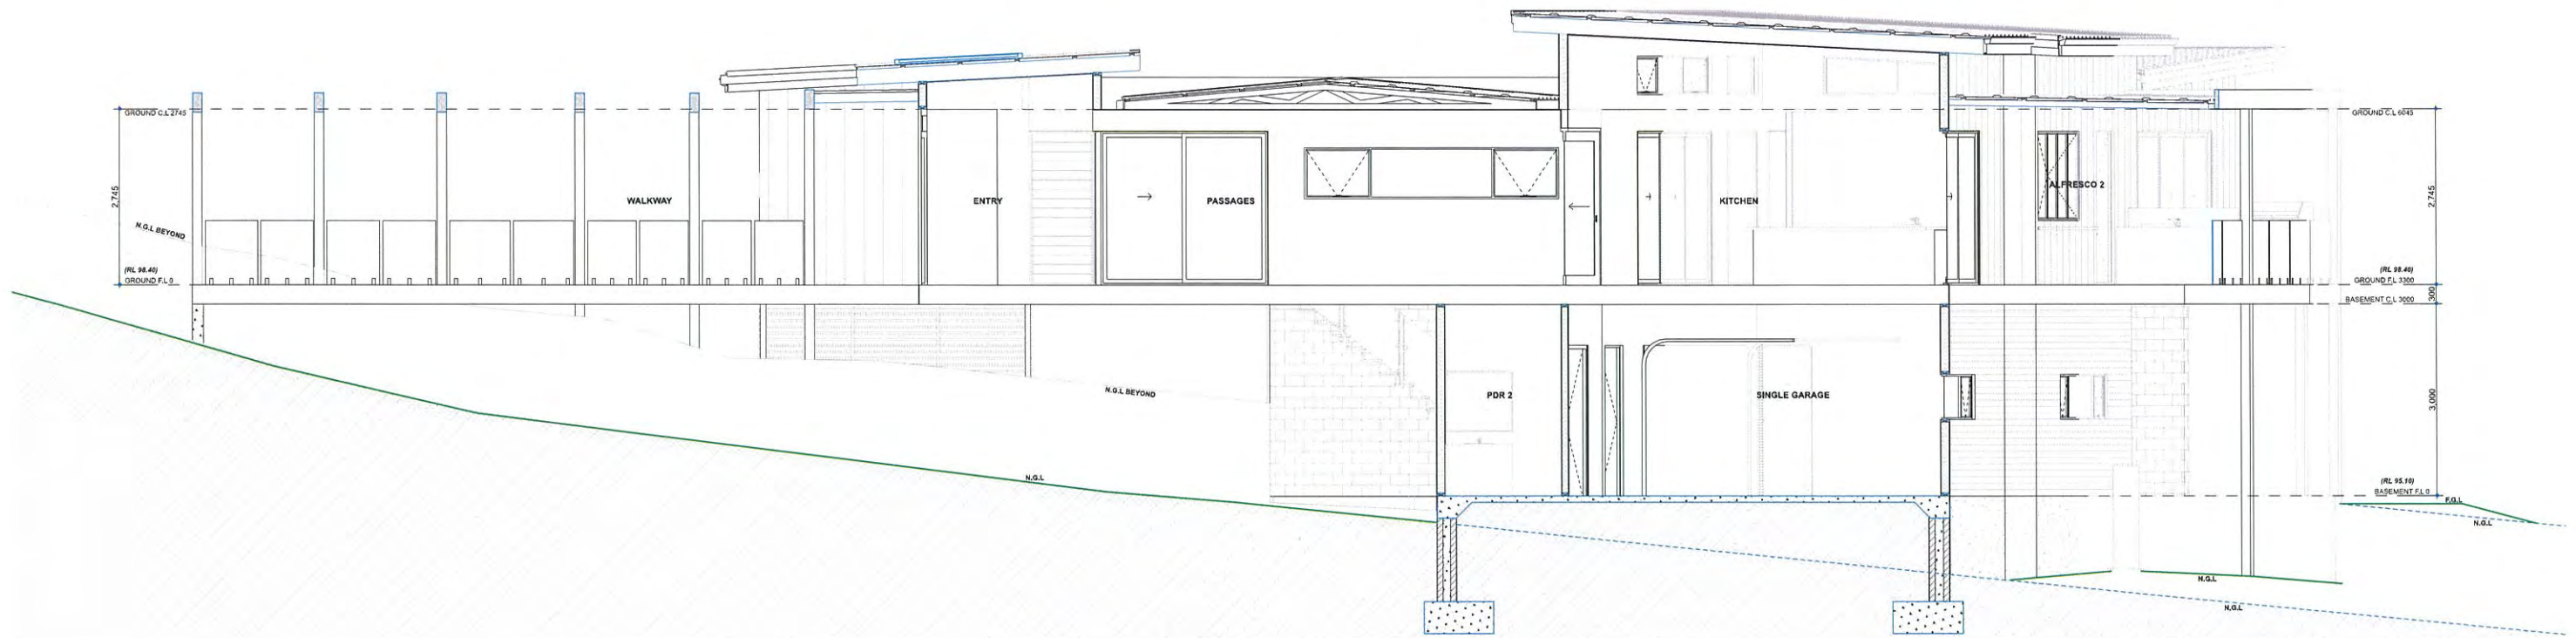 GROUND C.L 2745
GROUND C.L 6045
2,745
2,745
WALKWAY
ENTRY
PASSAGES
KITCHEN
ALFRESCO 2
N.G.L BEYOND
(RL 98.40)
GROUND F.L 0
(RL 98.40)
GROUND F.L 3300
300
BASEMENT C.L 3000
N.G.L BEYOND
PDR 2
SINGLE GARAGE
3,000
N.G.L
(RL 95.10)
BASEMENT F.L 0
F.G.L
N.G.L
N.G.L
N.G.L